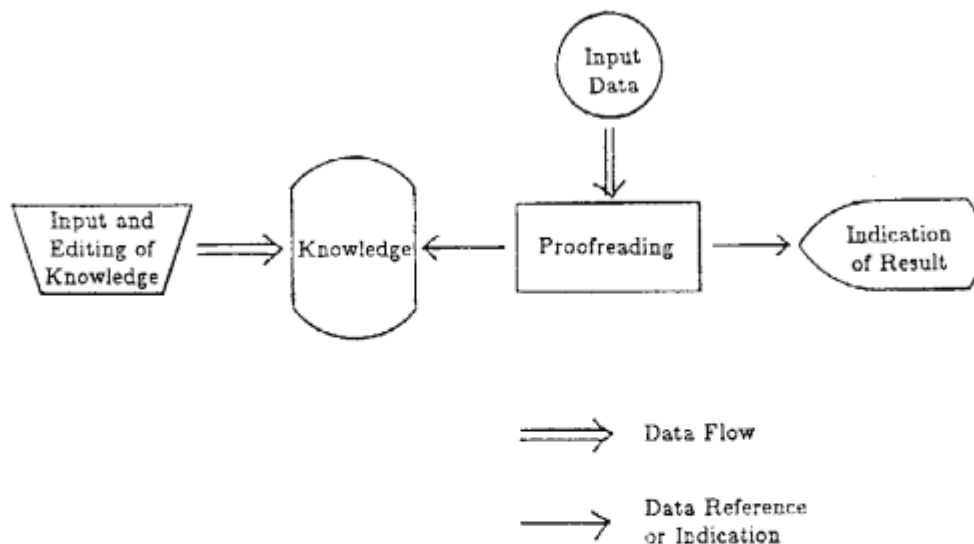 Input
Data
Input and
Editing of
Knowledge
Knowledge
Proofreading
Indication
of Result
Data Flow
Data Reference
or Indication